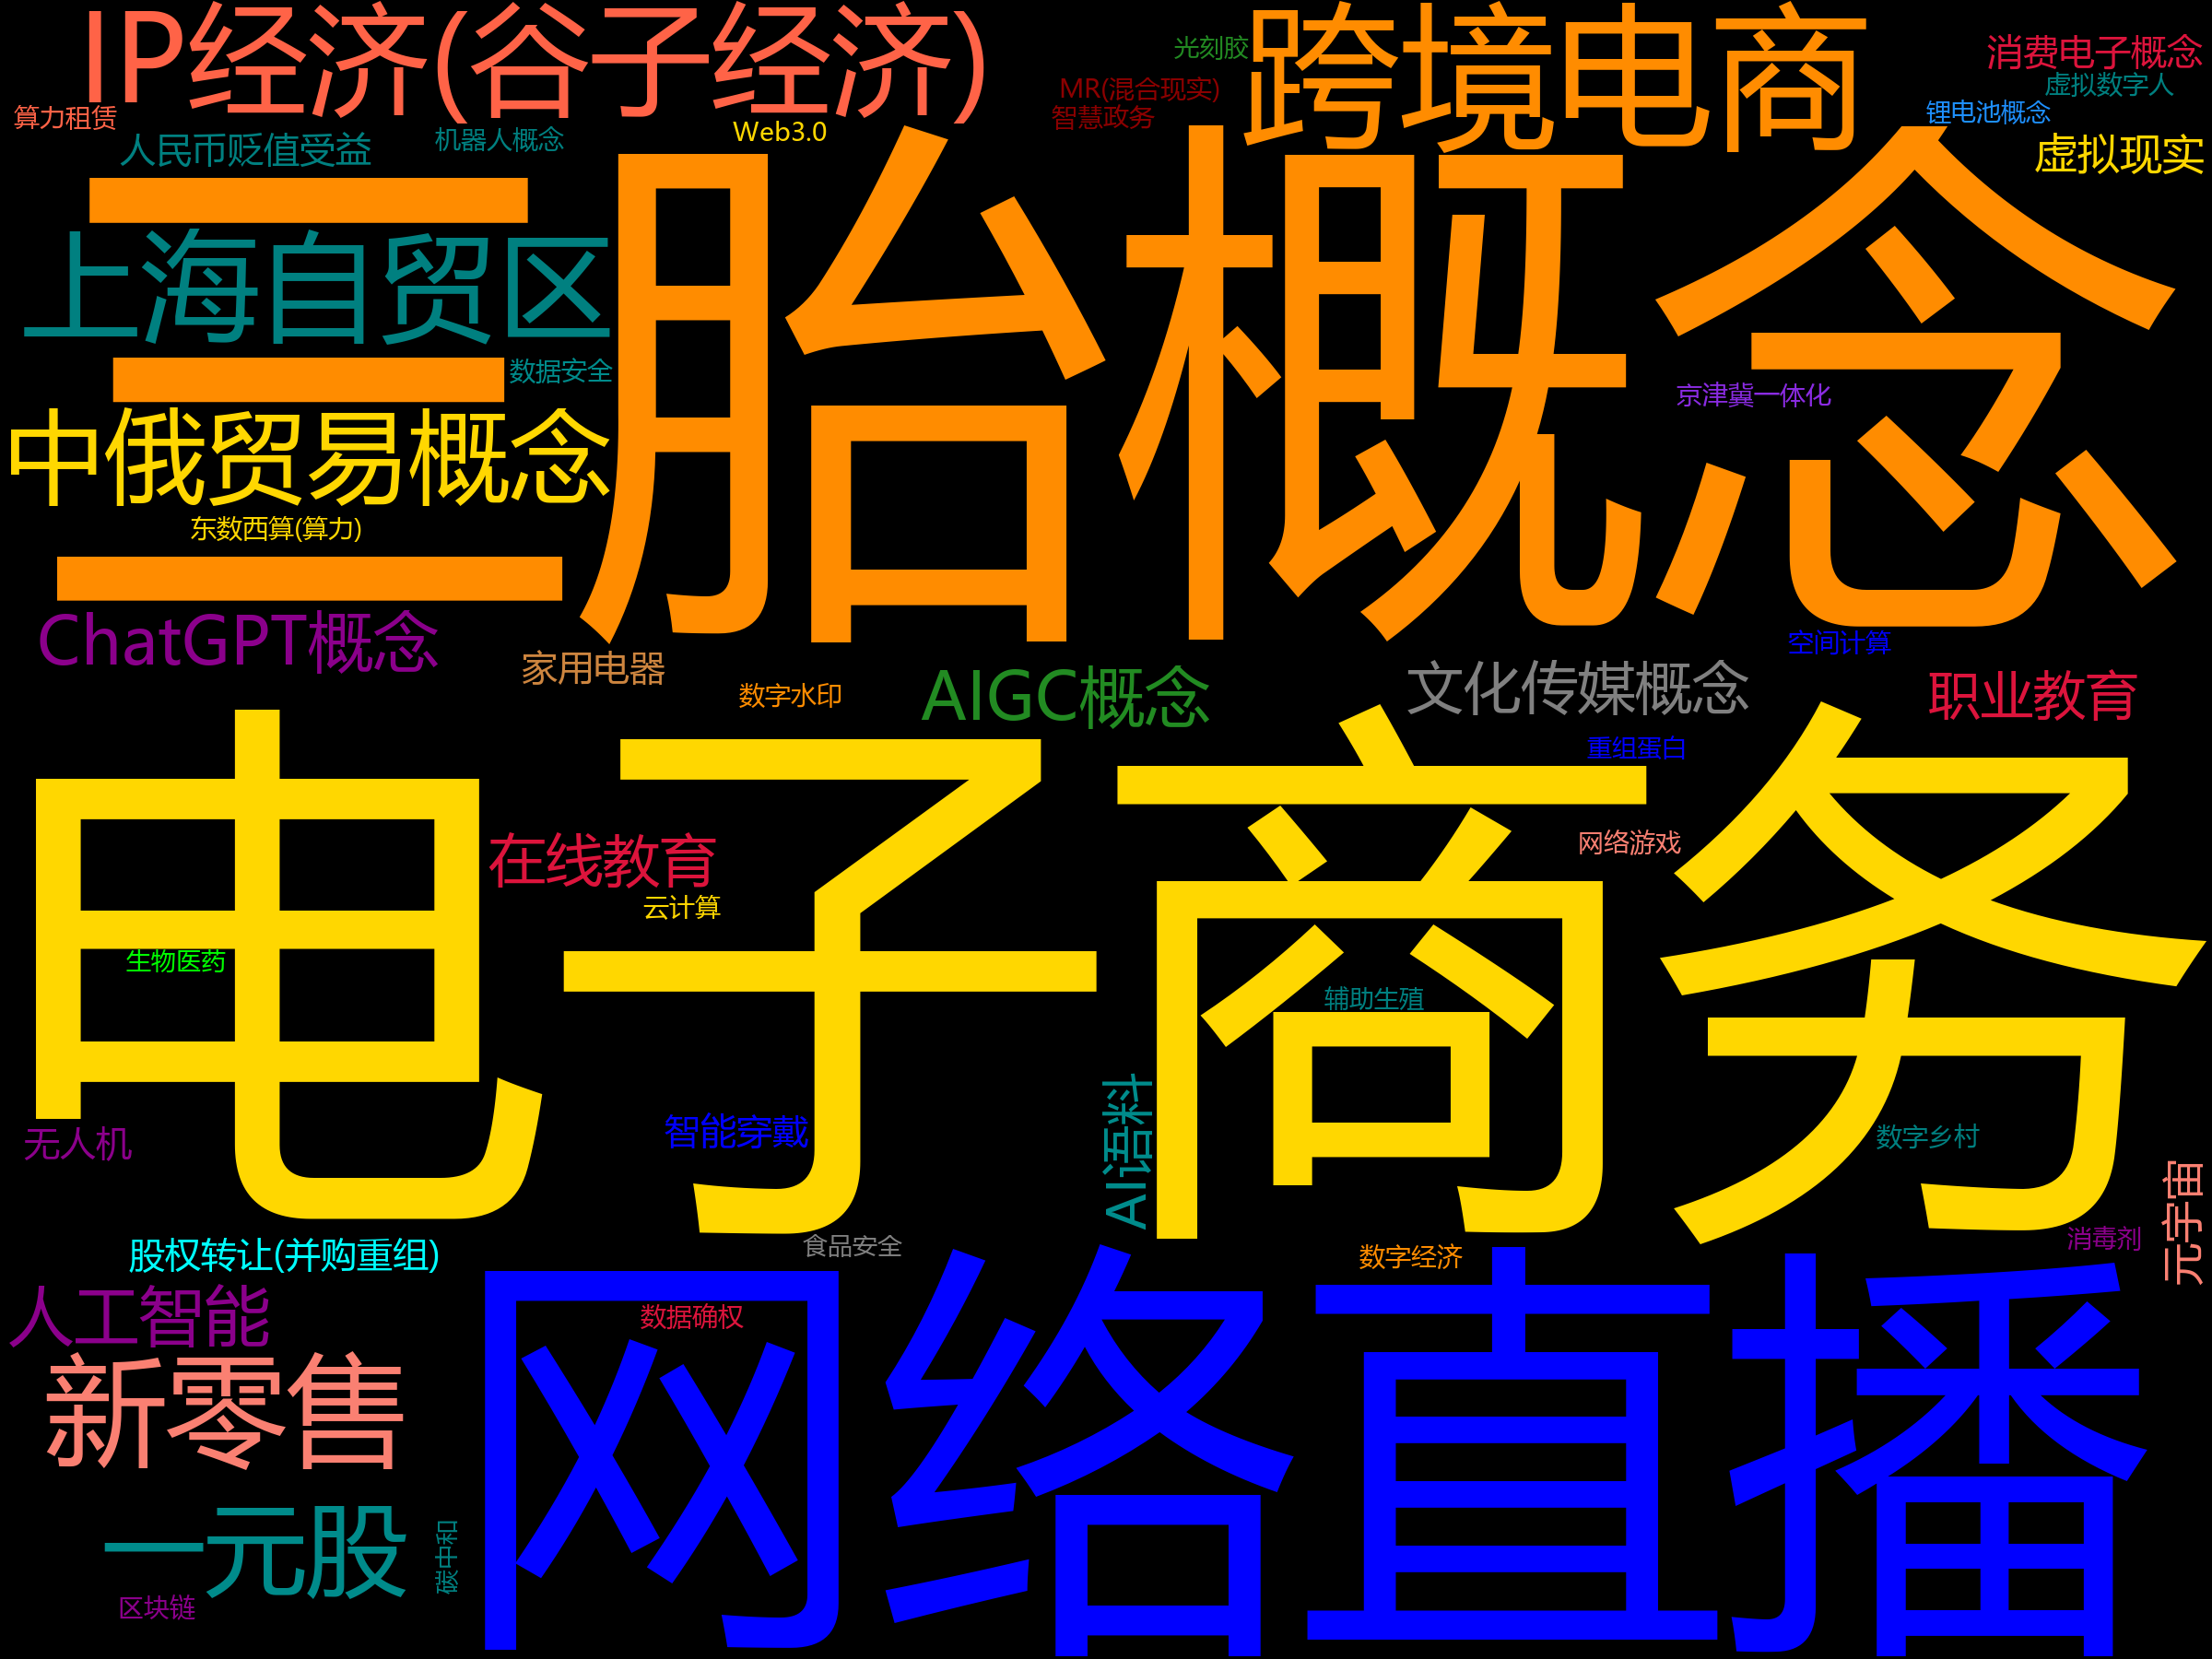 IP经济(谷子经济)
跨境电商
光刻胶
消费电子概念
MR(混合现实)
虚拟数字人
算力租赁
智慧政务
锂电池概念
人民币贬值受益
机器人概念
Web3.0
虚拟现实
三胎概念
上海自贸区
数据安全
京津冀一体化
中俄贸易概念
东数西算(算力)
ChatGPT概念
家用电器
数字水印
AIGC概念
文化传媒概念
空间计算
职业教育
重组蛋白
电子商务
在线教育
网络游戏
云计算
生物医药
辅助生殖
无人机
智能穿戴
AI语料
数字乡村
元宇宙
股权转让(并购重组)
食品安全
数字经济
消毒剂
人工智能
数据确权
网络直播
新零售
一元股
碳中和
区块链